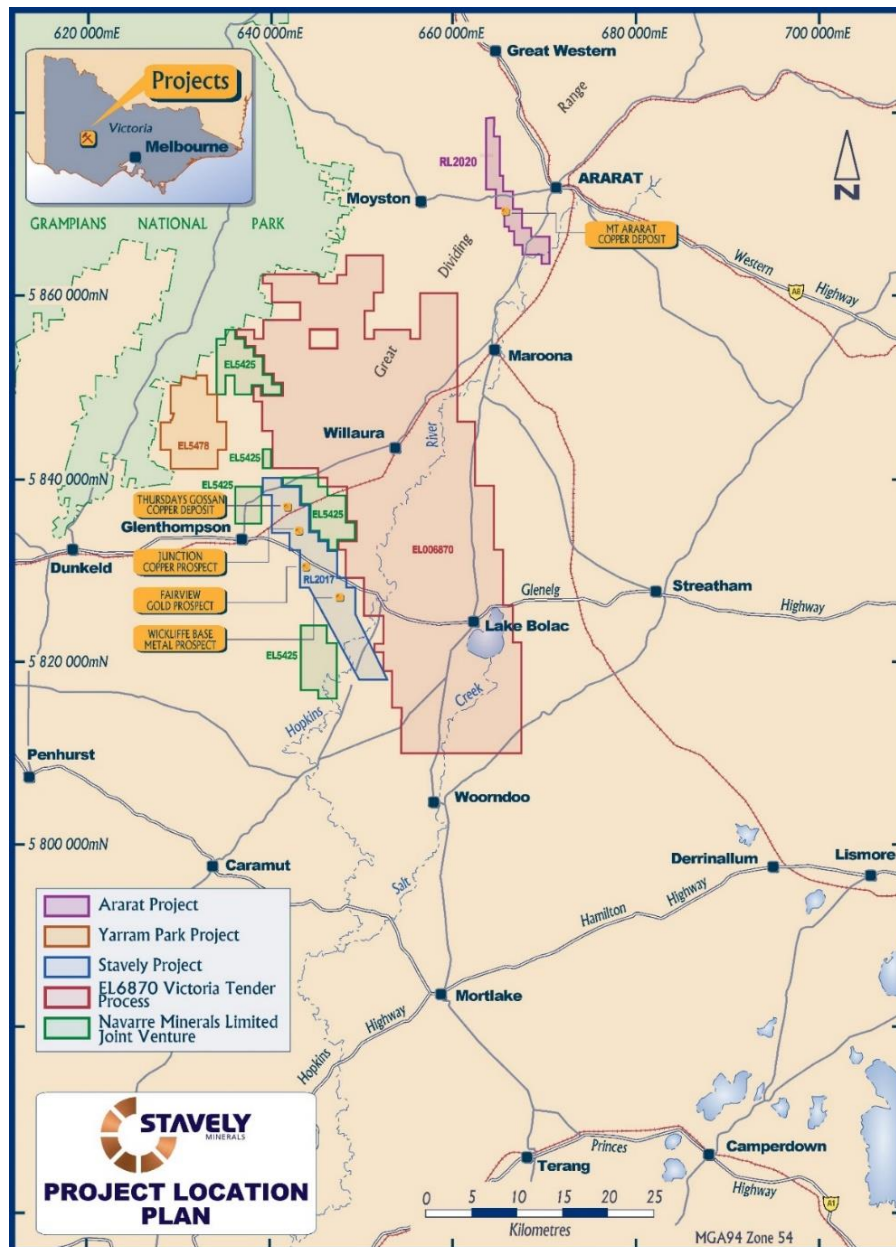 620 000mE
640 000mE
660 000mE
680 000mE
700 000mE
Projects
Victoria
Melbourne
Great Western
Range
RL2020
ARARAT
Moyston
N
GRAMPIANS NATIONAL PARK
MT ARARAT
COPPER DEPOSIT
Dividing
Western
Highway
A8
5 860 000mN
Great
Maroona
EL5425
EL5478
Willaura
River
EL5425
5 840 000mN
EL5425
THURSDAYS GOSSAN
COPPER DEPOSIT
EL5425
Glenthompson
EL006870
Dunkeld
JUNCTION
COPPER PROSPECT
RL2017
FAIRVIEW
GOLD PROSPECT
Glenelg
Streatham
Highway
WICKLIFFE BASE
METAL PROSPECT
Lake Bolac
EL5425
5 820 000mN
Creek
Hopkins
Penhurst
Woorndoo
5 800 000mN
Caramut
Salt
Derrinallum
Lismore
Highway
Hamilton
Ararat Project
Yarram Park Project
Stavely Project
EL6870 Victoria Tender
Process
Navarre Minerals Limited
Joint Venture
Mortlake
Highway
Hopkins
STAVELY
MINERALS
PROJECT LOCATION
PLAN
Princes
Camperdown
Terang
Highway
A1
0 5 10 15 20 25
Kilometres
MGA94 Zone 54